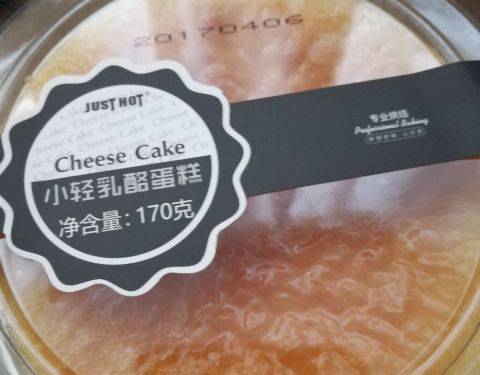 20170406
JUST HOT
Cheese Cake
小轻乳酪蛋糕
净含量：170克
专业烘焙
Professional Baking